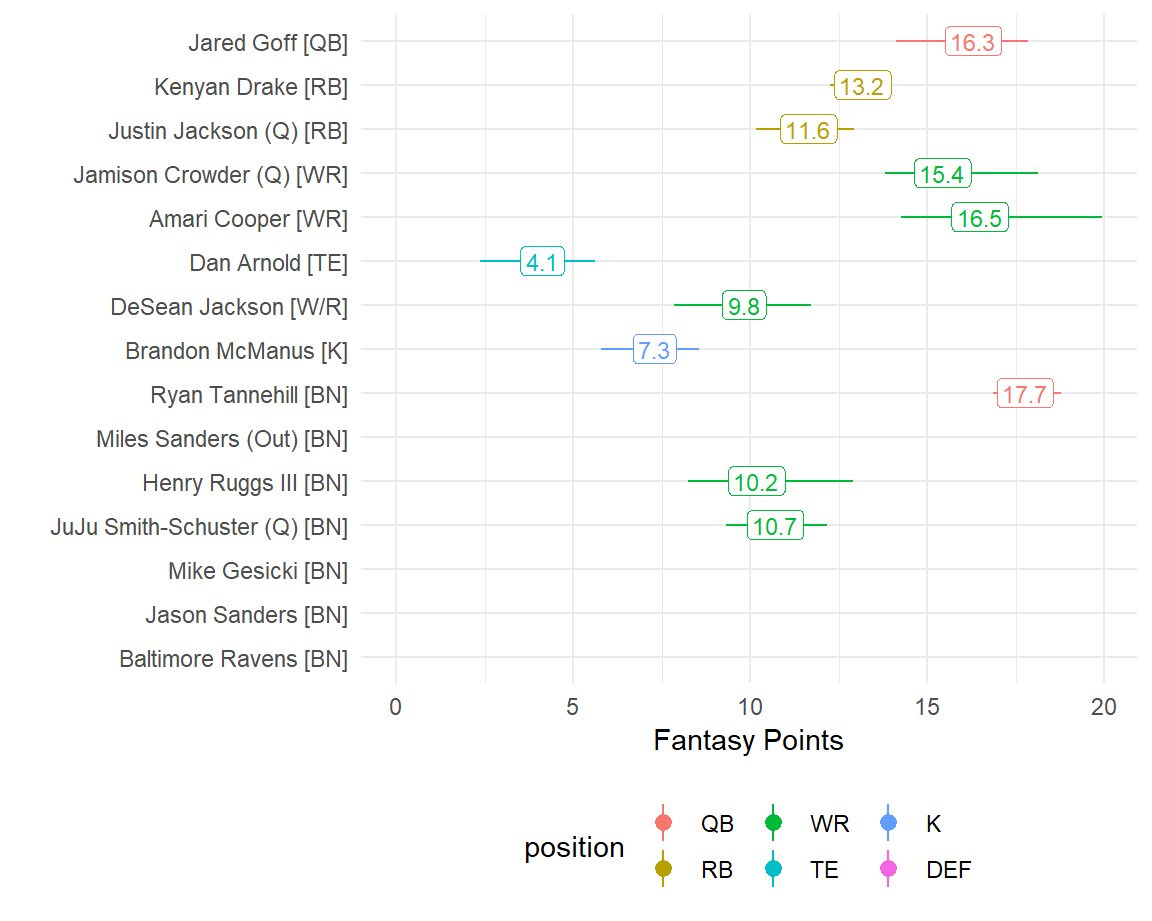 Jared Goff [QB] 16.3
Kenyan Drake [RB] 13.2
Justin Jackson (Q) [RB] 11.6
Jamison Crowder (Q) [WR] 15.4
Amari Cooper [WR] 16.5
Dan Arnold [TE] 4.1
DeSean Jackson [W/R] 9.8
Brandon McManus [K] 7.3
Ryan Tannehill [BN] 17.7
Miles Sanders (Out) [BN]
Henry Ruggs III [BN] 10.2
JuJu Smith-Schuster (Q) [BN] 10.7
Mike Gesicki [BN]
Jason Sanders [BN]
Baltimore Ravens [BN]
0 5 10 15 20
Fantasy Points
position
QB WR K
RB TE DEF